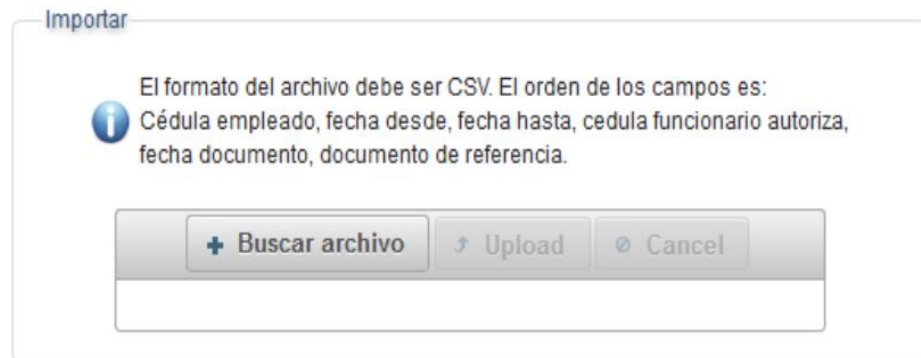 Importar
El formato del archivo debe ser CSV. El orden de los campos es:
Cédula empleado, fecha desde, fecha hasta, cedula funcionario autoriza,
fecha documento, documento de referencia.
Buscar archivo Upload Cancel